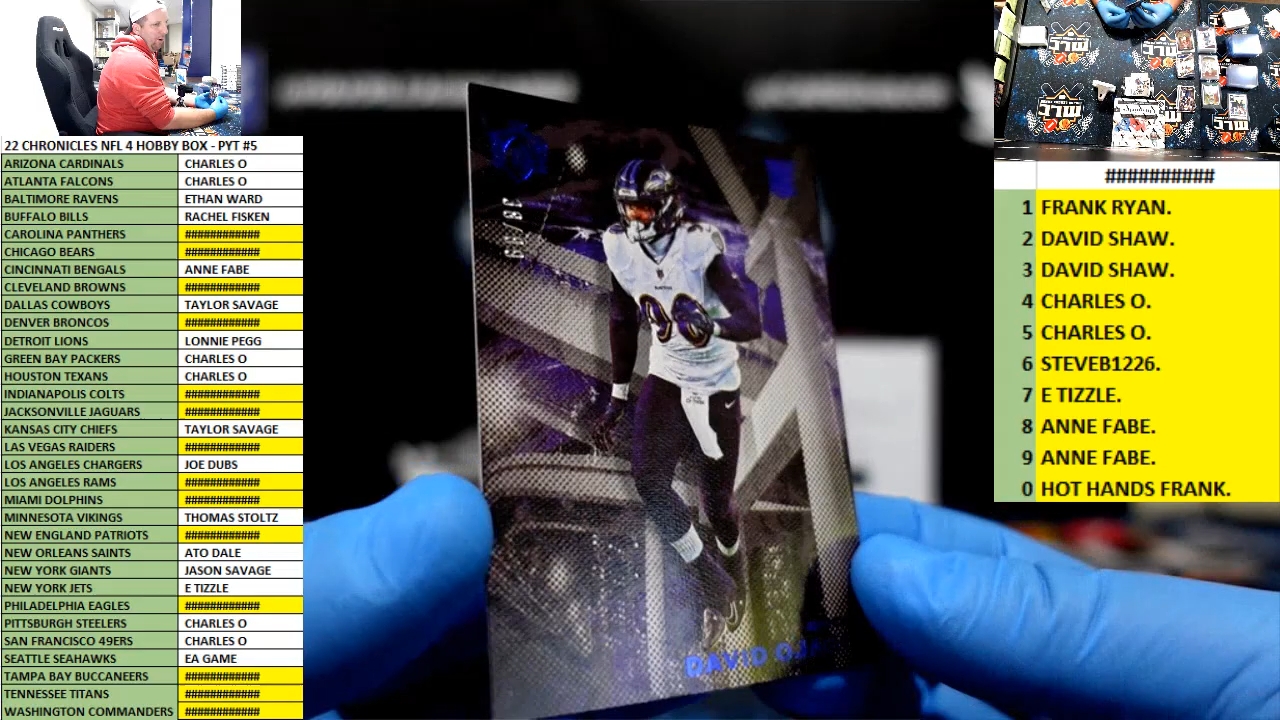 22 CHRONICLES NFL 4 HOBBY BOX - PYT #5
ARIZONA CARDINALS CHARLES O
ATLANTA FALCONS CHARLES O
BALTIMORE RAVENS ETHAN WARD
BUFFALO BILLS RACHEL FISKEN
CAROLINA PANTHERS ############
CHICAGO BEARS ############
CINCINNATI BENGALS ANNE FABE
CLEVELAND BROWNS ############
DALLAS COWBOYS TAYLOR SAVAGE
DENVER BRONCOS ############
DETROIT LIONS LONNIE PEGG
GREEN BAY PACKERS CHARLES O
HOUSTON TEXANS CHARLES O
INDIANAPOLIS COLTS ############
JACKSONVILLE JAGUARS ############
KANSAS CITY CHIEFS TAYLOR SAVAGE
LAS VEGAS RAIDERS ############
LOS ANGELES CHARGERS JOE DUBS
LOS ANGELES RAMS ############
MIAMI DOLPHINS ############
MINNESOTA VIKINGS THOMAS STOLTZ
NEW ENGLAND PATRIOTS ############
NEW ORLEANS SAINTS ATO DALE
NEW YORK GIANTS JASON SAVAGE
NEW YORK JETS E TIZZLE
PHILADELPHIA EAGLES ############
PITTSBURGH STEELERS CHARLES O
SAN FRANCISCO 49ERS CHARLES O
SEATTLE SEAHAWKS EA GAME
TAMPA BAY BUCCANEERS ############
TENNESSEE TITANS ############
WASHINGTON COMMANDERS ############
90
DAVID
##########
1 FRANK RYAN.
2 DAVID SHAW.
3 DAVID SHAW.
4 CHARLES O.
5 CHARLES O.
6 STEVEB1226.
7 E TIZZLE.
8 ANNE FABE.
9 ANNE FABE.
0 HOT HANDS FRANK.